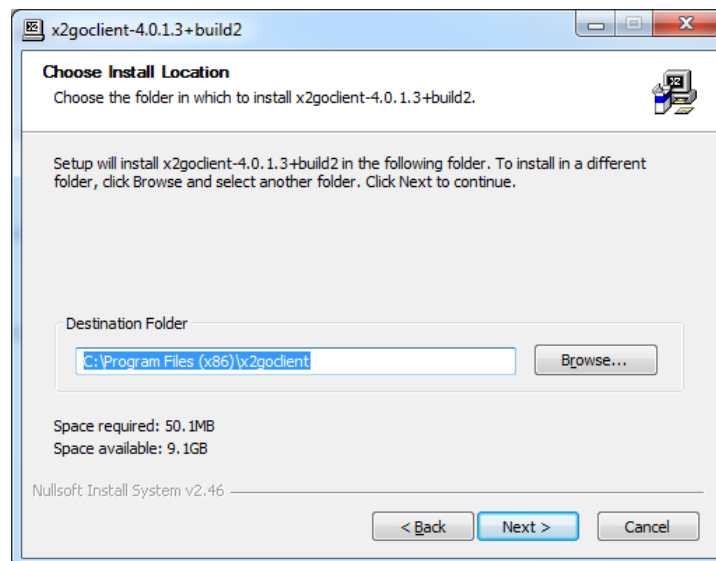 x2goclient-4.0.1.3+build2
Choose Install Location
Choose the folder in which to install x2goclient-4.0.1.3+build2.
Setup will install x2goclient-4.0.1.3+build2 in the following folder. To install in a different
folder, click Browse and select another folder. Click Next to continue.
Destination Folder
C:\Program Files (x86)\x2goclient
Browse...
Space required: 50.1MB
Space available: 9.1GB
Nullsoft Install System v2.46
< Back
Next >
Cancel